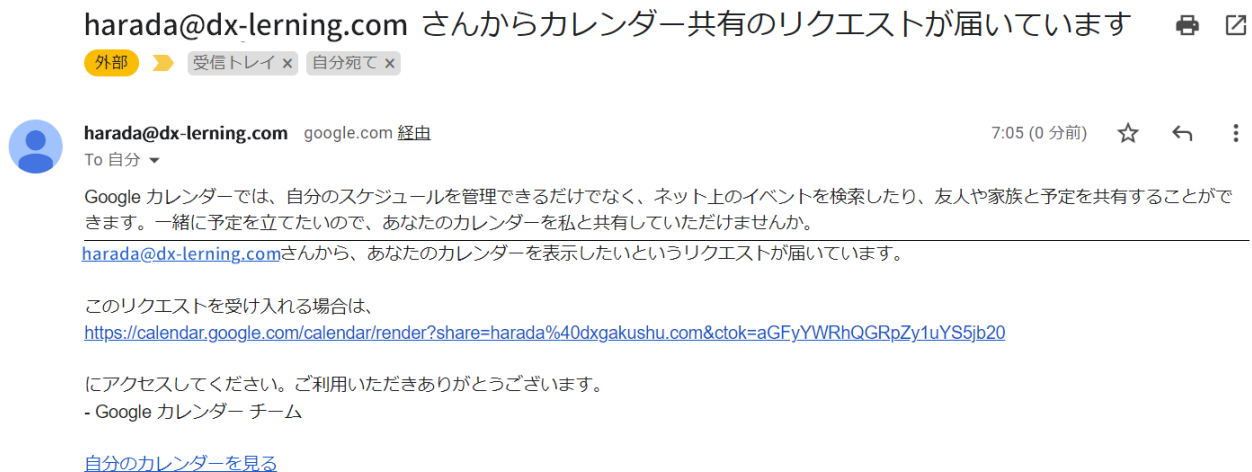 harada@dx-lerning.com さんからカレンダー共有のリクエストが届いています
外部 受信トレイ × 自分宛て ×
harada@dx-lerning.com google.com 経由 7:05 (0 分前)
To 自分
Google カレンダーでは、自分のスケジュールを管理できるだけでなく、ネット上のイベントを検索したり、友人や家族と予定を共有することがで
きます。一緒に予定を立てたいので、あなたのカレンダーを私と共有していただけませんか。
harada@dx-lerning.comさんから、あなたのカレンダーを表示したいというリクエストが届いています。
このリクエストを受け入れる場合は、
https://calendar.google.com/calendar/render?share=harada%40dxgakushu.com&ctok=aGFyYWRhQGRpZy1uYS5jb20
にアクセスしてください。ご利用いただきありがとうございます。
- Google カレンダー チーム
自分のカレンダーを見る